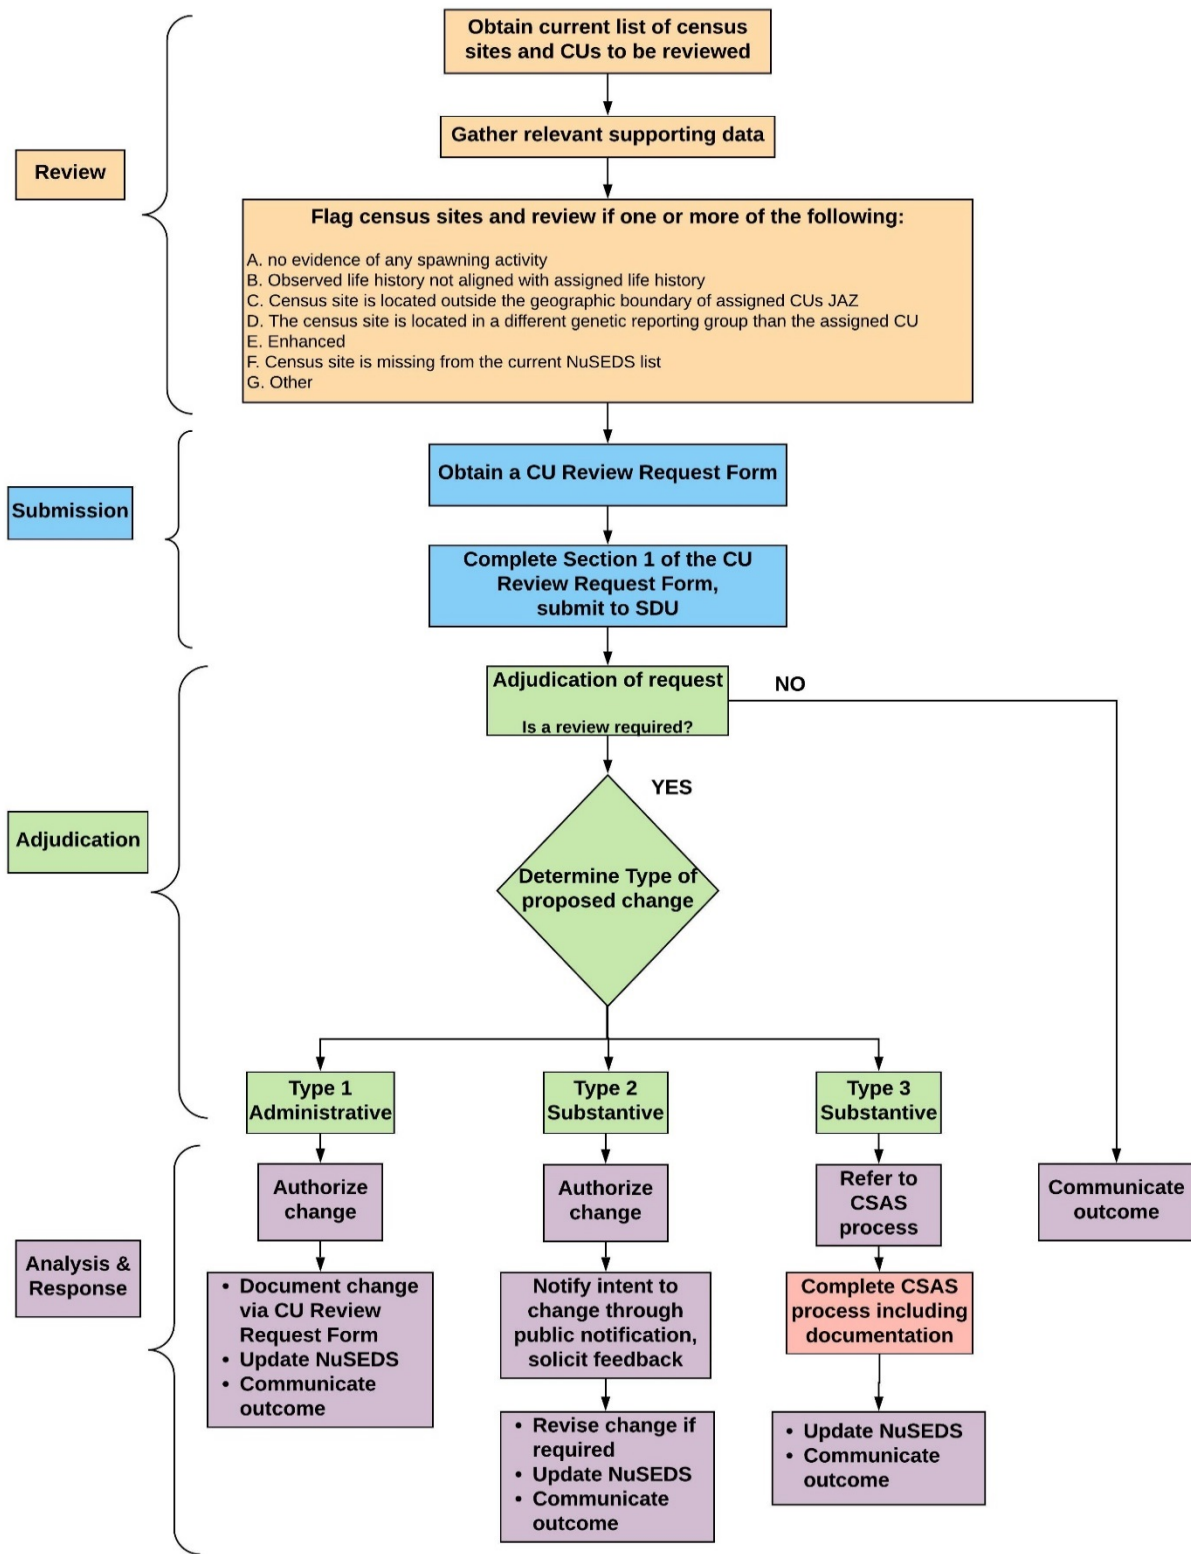 Obtain current list of census
sites and CUs to be reviewed
Gather relevant supporting data
Review
Flag census sites and review if one or more of the following:
A. no evidence of any spawning activity
B. Observed life history not aligned with assigned life history
C. Census site is located outside the geographic boundary of assigned CUs JAZ
D. The census site is located in a different genetic reporting group than the assigned CU
E. Enhanced
F. Census site is missing from the current NuSEDS list
G. Other
Obtain a CU Review Request Form
Submission
Complete Section 1 of the CU
Review Request Form,
submit to SDU
Adjudication of request
Is a review required?
NO
YES
Adjudication
Determine Type of
proposed change
Type 1
Administrative
Type 2
Substantive
Type 3
Substantive
Authorize
change
Authorize
change
Refer to
CSAS
process
Communicate
outcome
Analysis &
Response
• Document change
via CU Review
Request Form
• Update NuSEDS
• Communicate
outcome
Notify intent to
change through
public notification,
solicit feedback
Complete CSAS
process including
documentation
• Revise change if
required
• Update NuSEDS
• Communicate
outcome
• Update NuSEDS
• Communicate
outcome